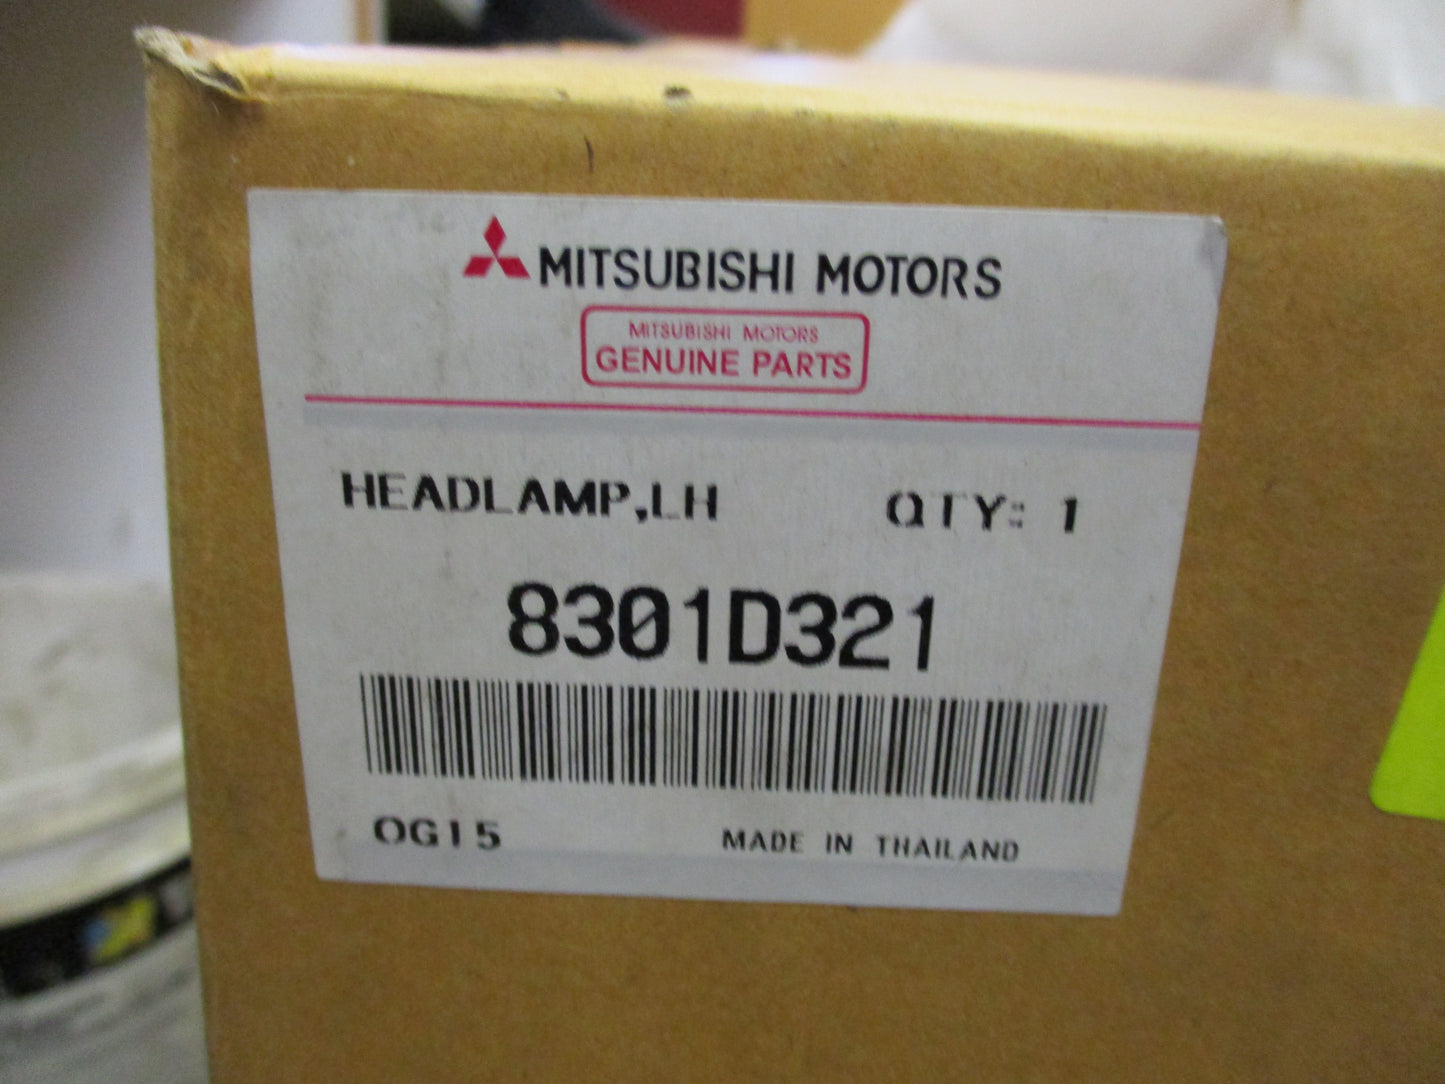 MITSUBISHI MOTORS
MITSUBISHI MOTORS
GENUINE PARTS
HEADLAMP,LH QTY: 1
8301D321
OG15 MADE IN THAILAND